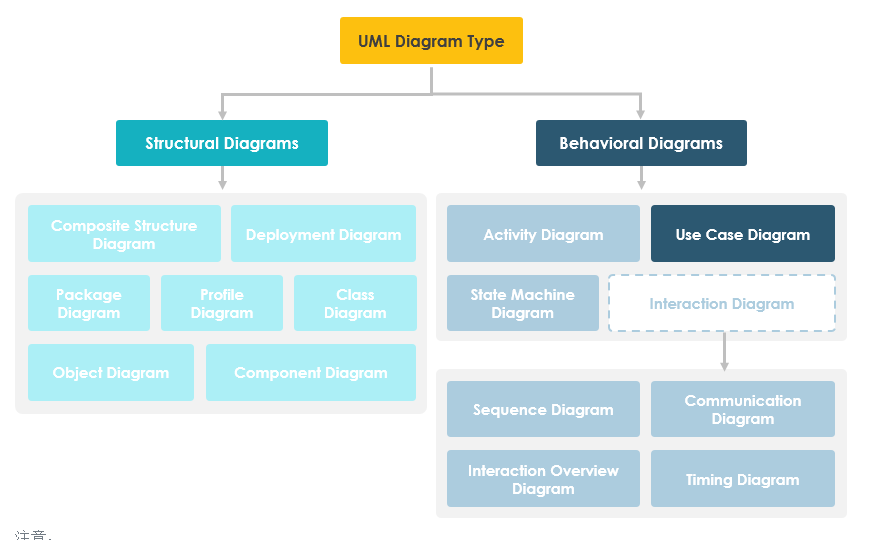 UML Diagram Type
Structural Diagrams
Behavioral Diagrams
Composite Structure
Diagram
Deployment Diagram
Package
Diagram
Profile
Diagram
Class
Diagram
Object Diagram
Component Diagram
Activity Diagram
Use Case Diagram
State Machine
Diagram
Interaction Diagram
Sequence Diagram
Communication
Diagram
Interaction Overview
Diagram
Timing Diagram
注意.